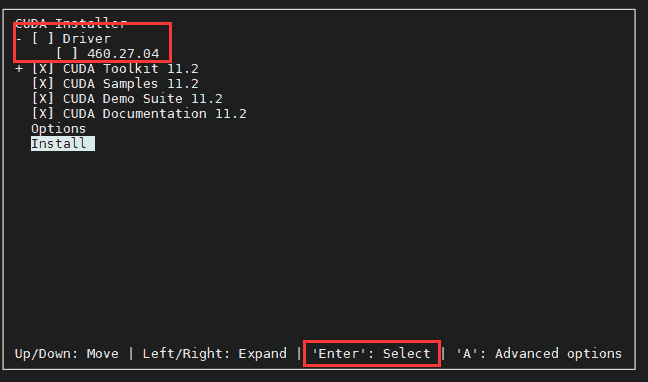 CUDA Installer
- [ ] Driver
[ ] 460.27.04
+ [X] CUDA Toolkit 11.2
[X] CUDA Samples 11.2
[X] CUDA Demo Suite 11.2
[X] CUDA Documentation 11.2
Options
Install
Up/Down: Move | Left/Right: Expand | 'Enter': Select | 'A': Advanced options